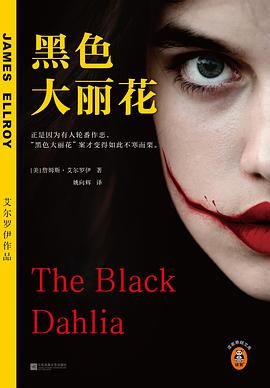 JAMES ELLROY
艾尔罗伊作品
黑色
大丽花
正是因为有人轮番作恶，
“黑色大丽花”案才变得如此不寒而栗。
[美] 詹姆斯·艾尔罗伊 著
姚向辉 译
The Black
Dahlia